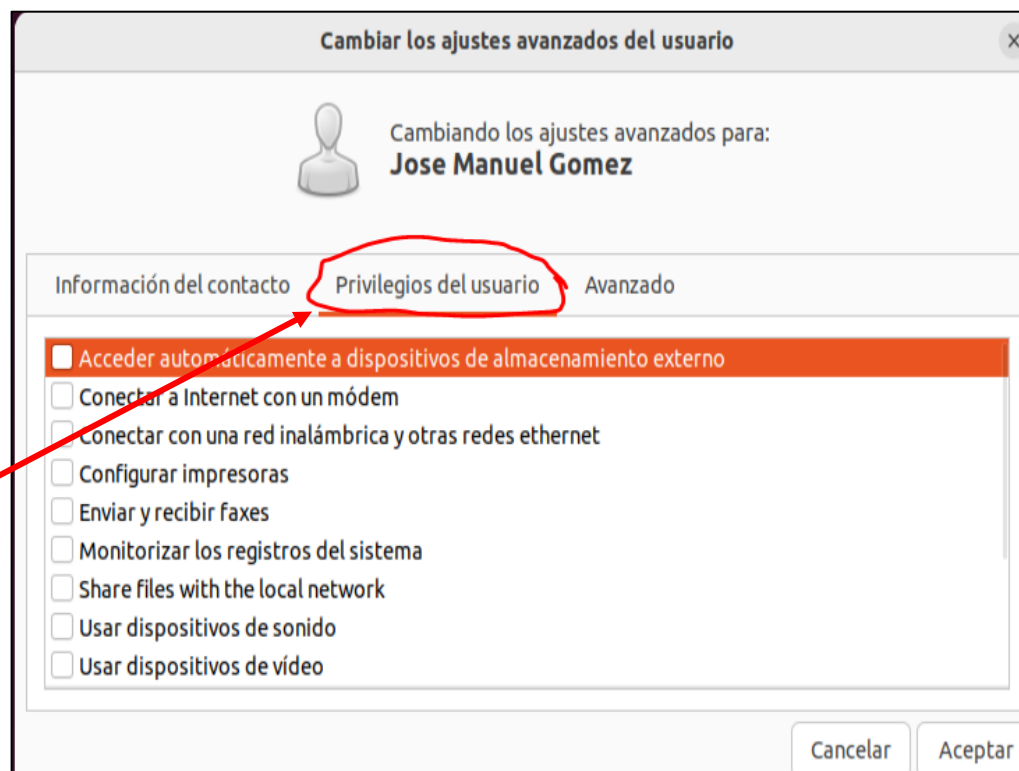 Cambiar los ajustes avanzados del usuario
Cambiando los ajustes avanzados para:
Jose Manuel Gomez
Información del contacto
Privilegios del usuario
Avanzado
Acceder automáticamente a dispositivos de almacenamiento externo
Conectar a Internet con un módem
Conectar con una red inalámbrica y otras redes ethernet
Configurar impresoras
Enviar y recibir faxes
Monitorizar los registros del sistema
Share files with the local network
Usar dispositivos de sonido
Usar dispositivos de vídeo
Cancelar
Aceptar